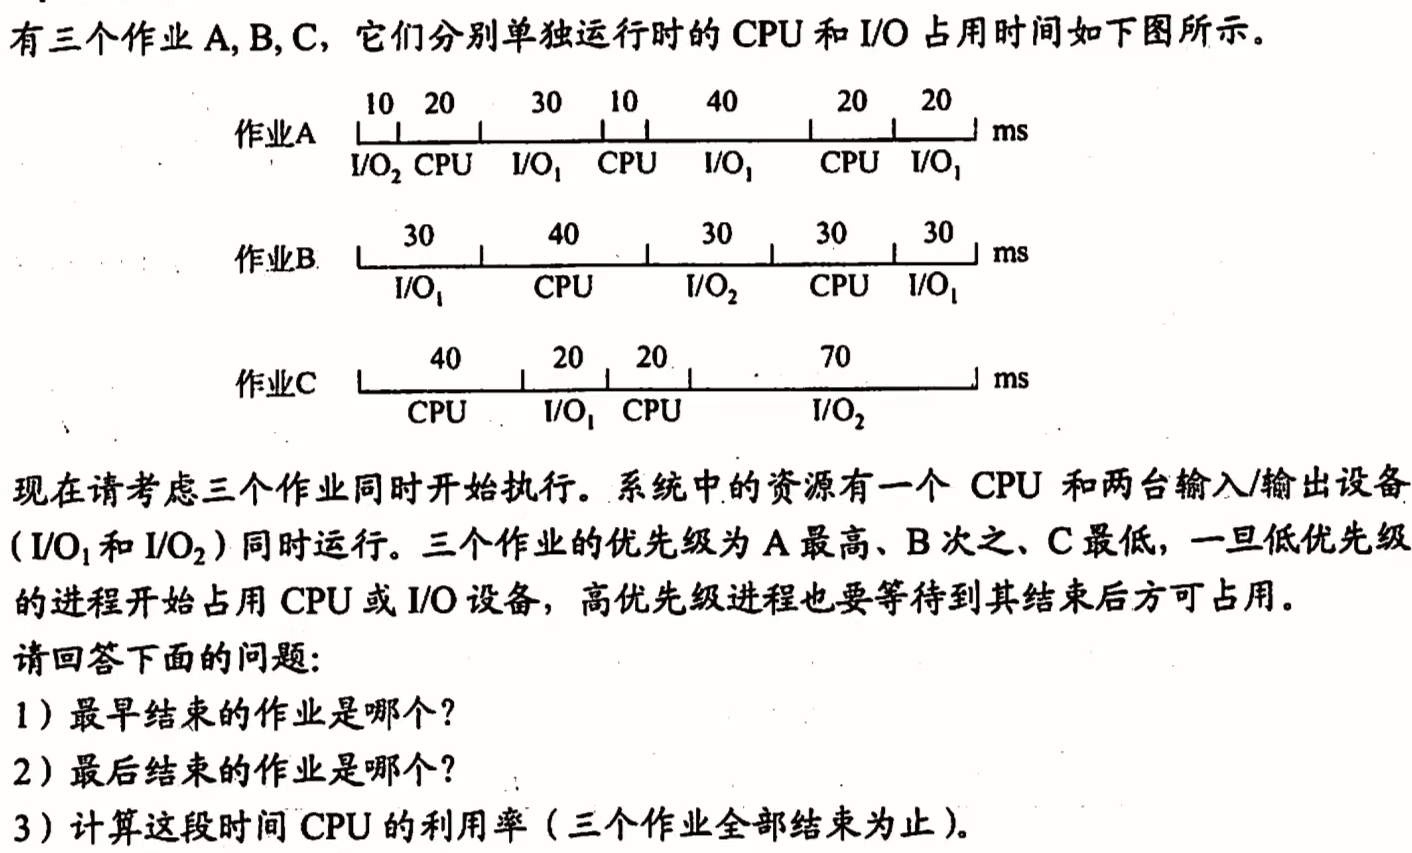 有三个作业 A, B, C，它们分别单独运行时的 CPU 和 I/O 占用时间如下图所示。
10 20 30 10 40 20 20
作业A ms
I/O₂ CPU I/O₁ CPU I/O₁ CPU I/O₁
30 40 30 30 30
作业B ms
I/O₁ CPU I/O₂ CPU I/O₁
40 20 20 70
作业C ms
CPU I/O₁ CPU I/O₂
现在请考虑三个作业同时开始执行。系统中的资源有一个 CPU 和两台输入/输出设备
（I/O₁和 I/O₂）同时运行。三个作业的优先级为 A 最高、B 次之、C 最低，一旦低优先级
的进程开始占用 CPU 或 I/O 设备，高优先级进程也要等待到其结束后方可占用。
请回答下面的问题：
1）最早结束的作业是哪个？
2）最后结束的作业是哪个？
3）计算这段时间 CPU 的利用率（三个作业全部结束为止）。